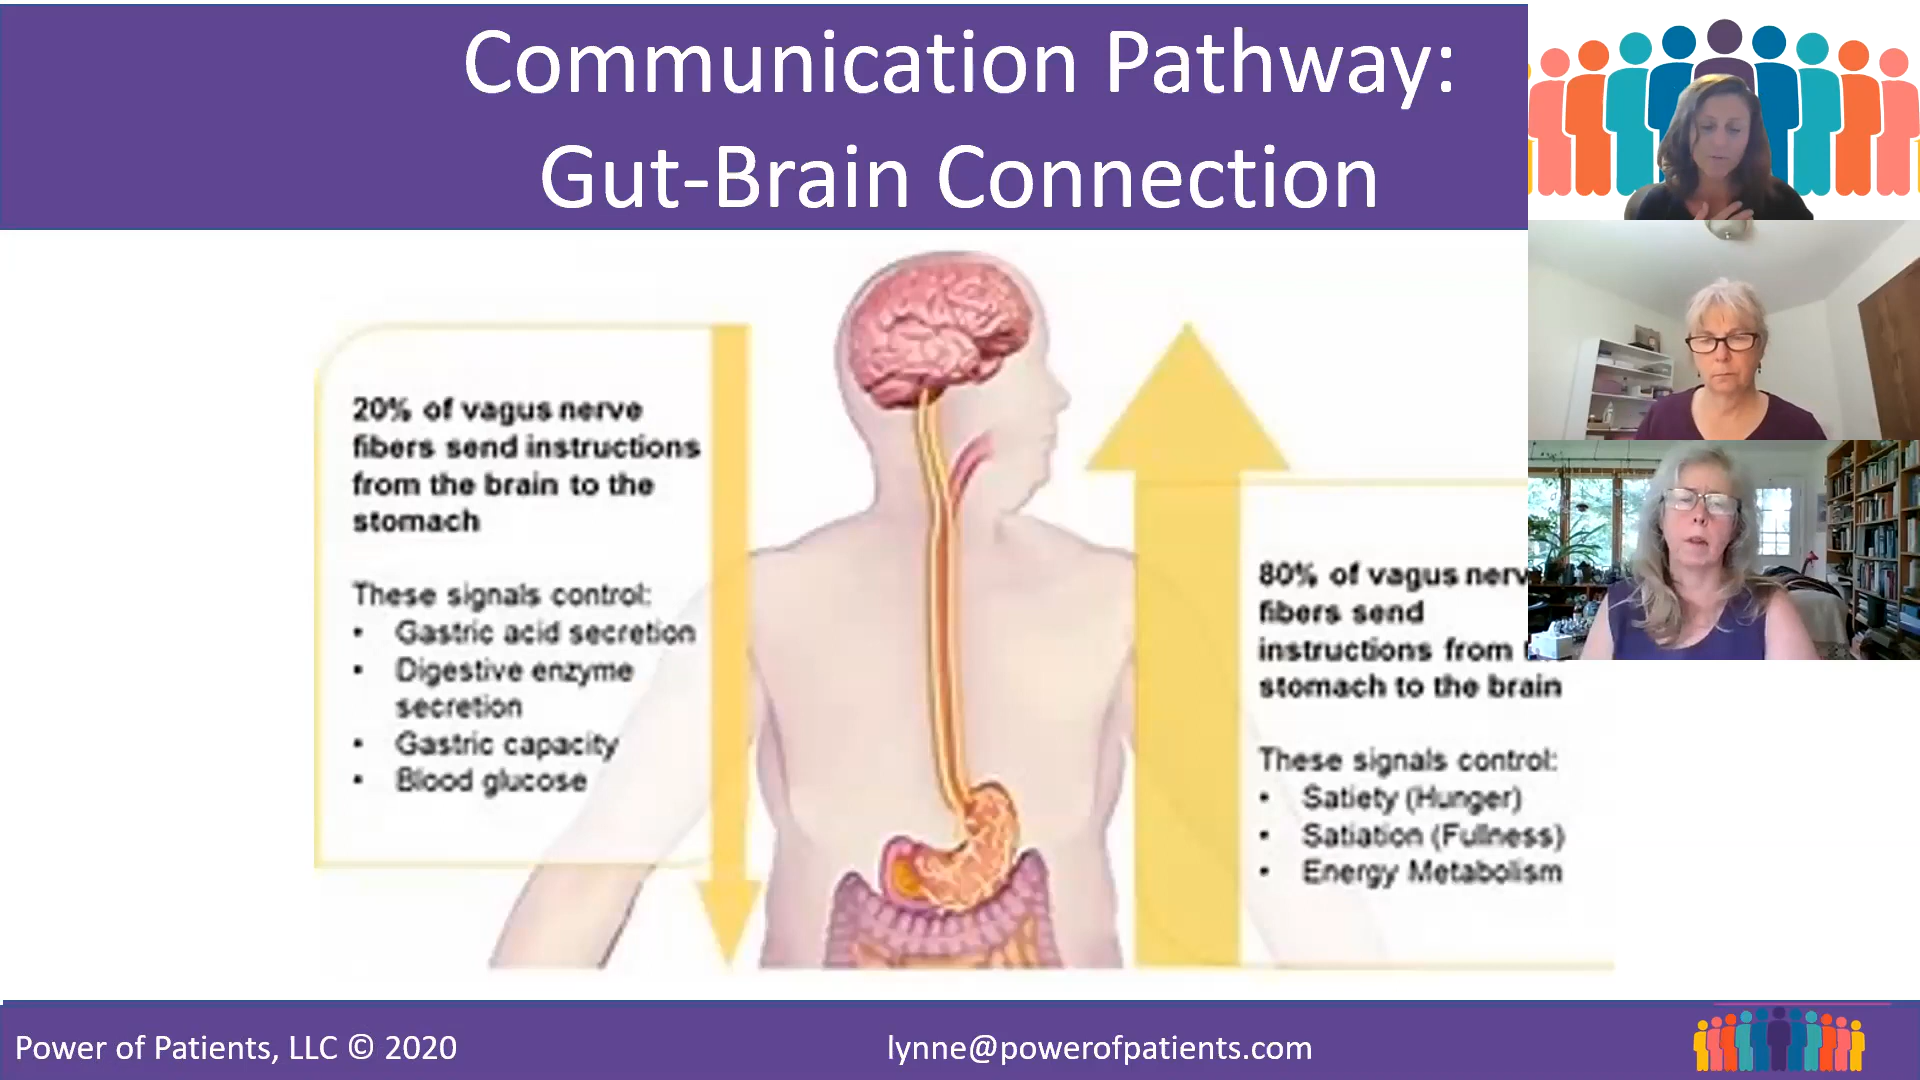 Communication Pathway:
Gut-Brain Connection
20% of vagus nerve
fibers send instructions
from the brain to the
stomach
These signals control:
• Gastric acid secretion
• Digestive enzyme
secretion
• Gastric capacity
• Blood glucose
80% of vagus nerv
fibers send
instructions from
stomach to the brain
These signals control:
• Satiety (Hunger)
• Satiation (Fullness)
• Energy Metabolism
Power of Patients, LLC © 2020
lynne@powerofpatients.com